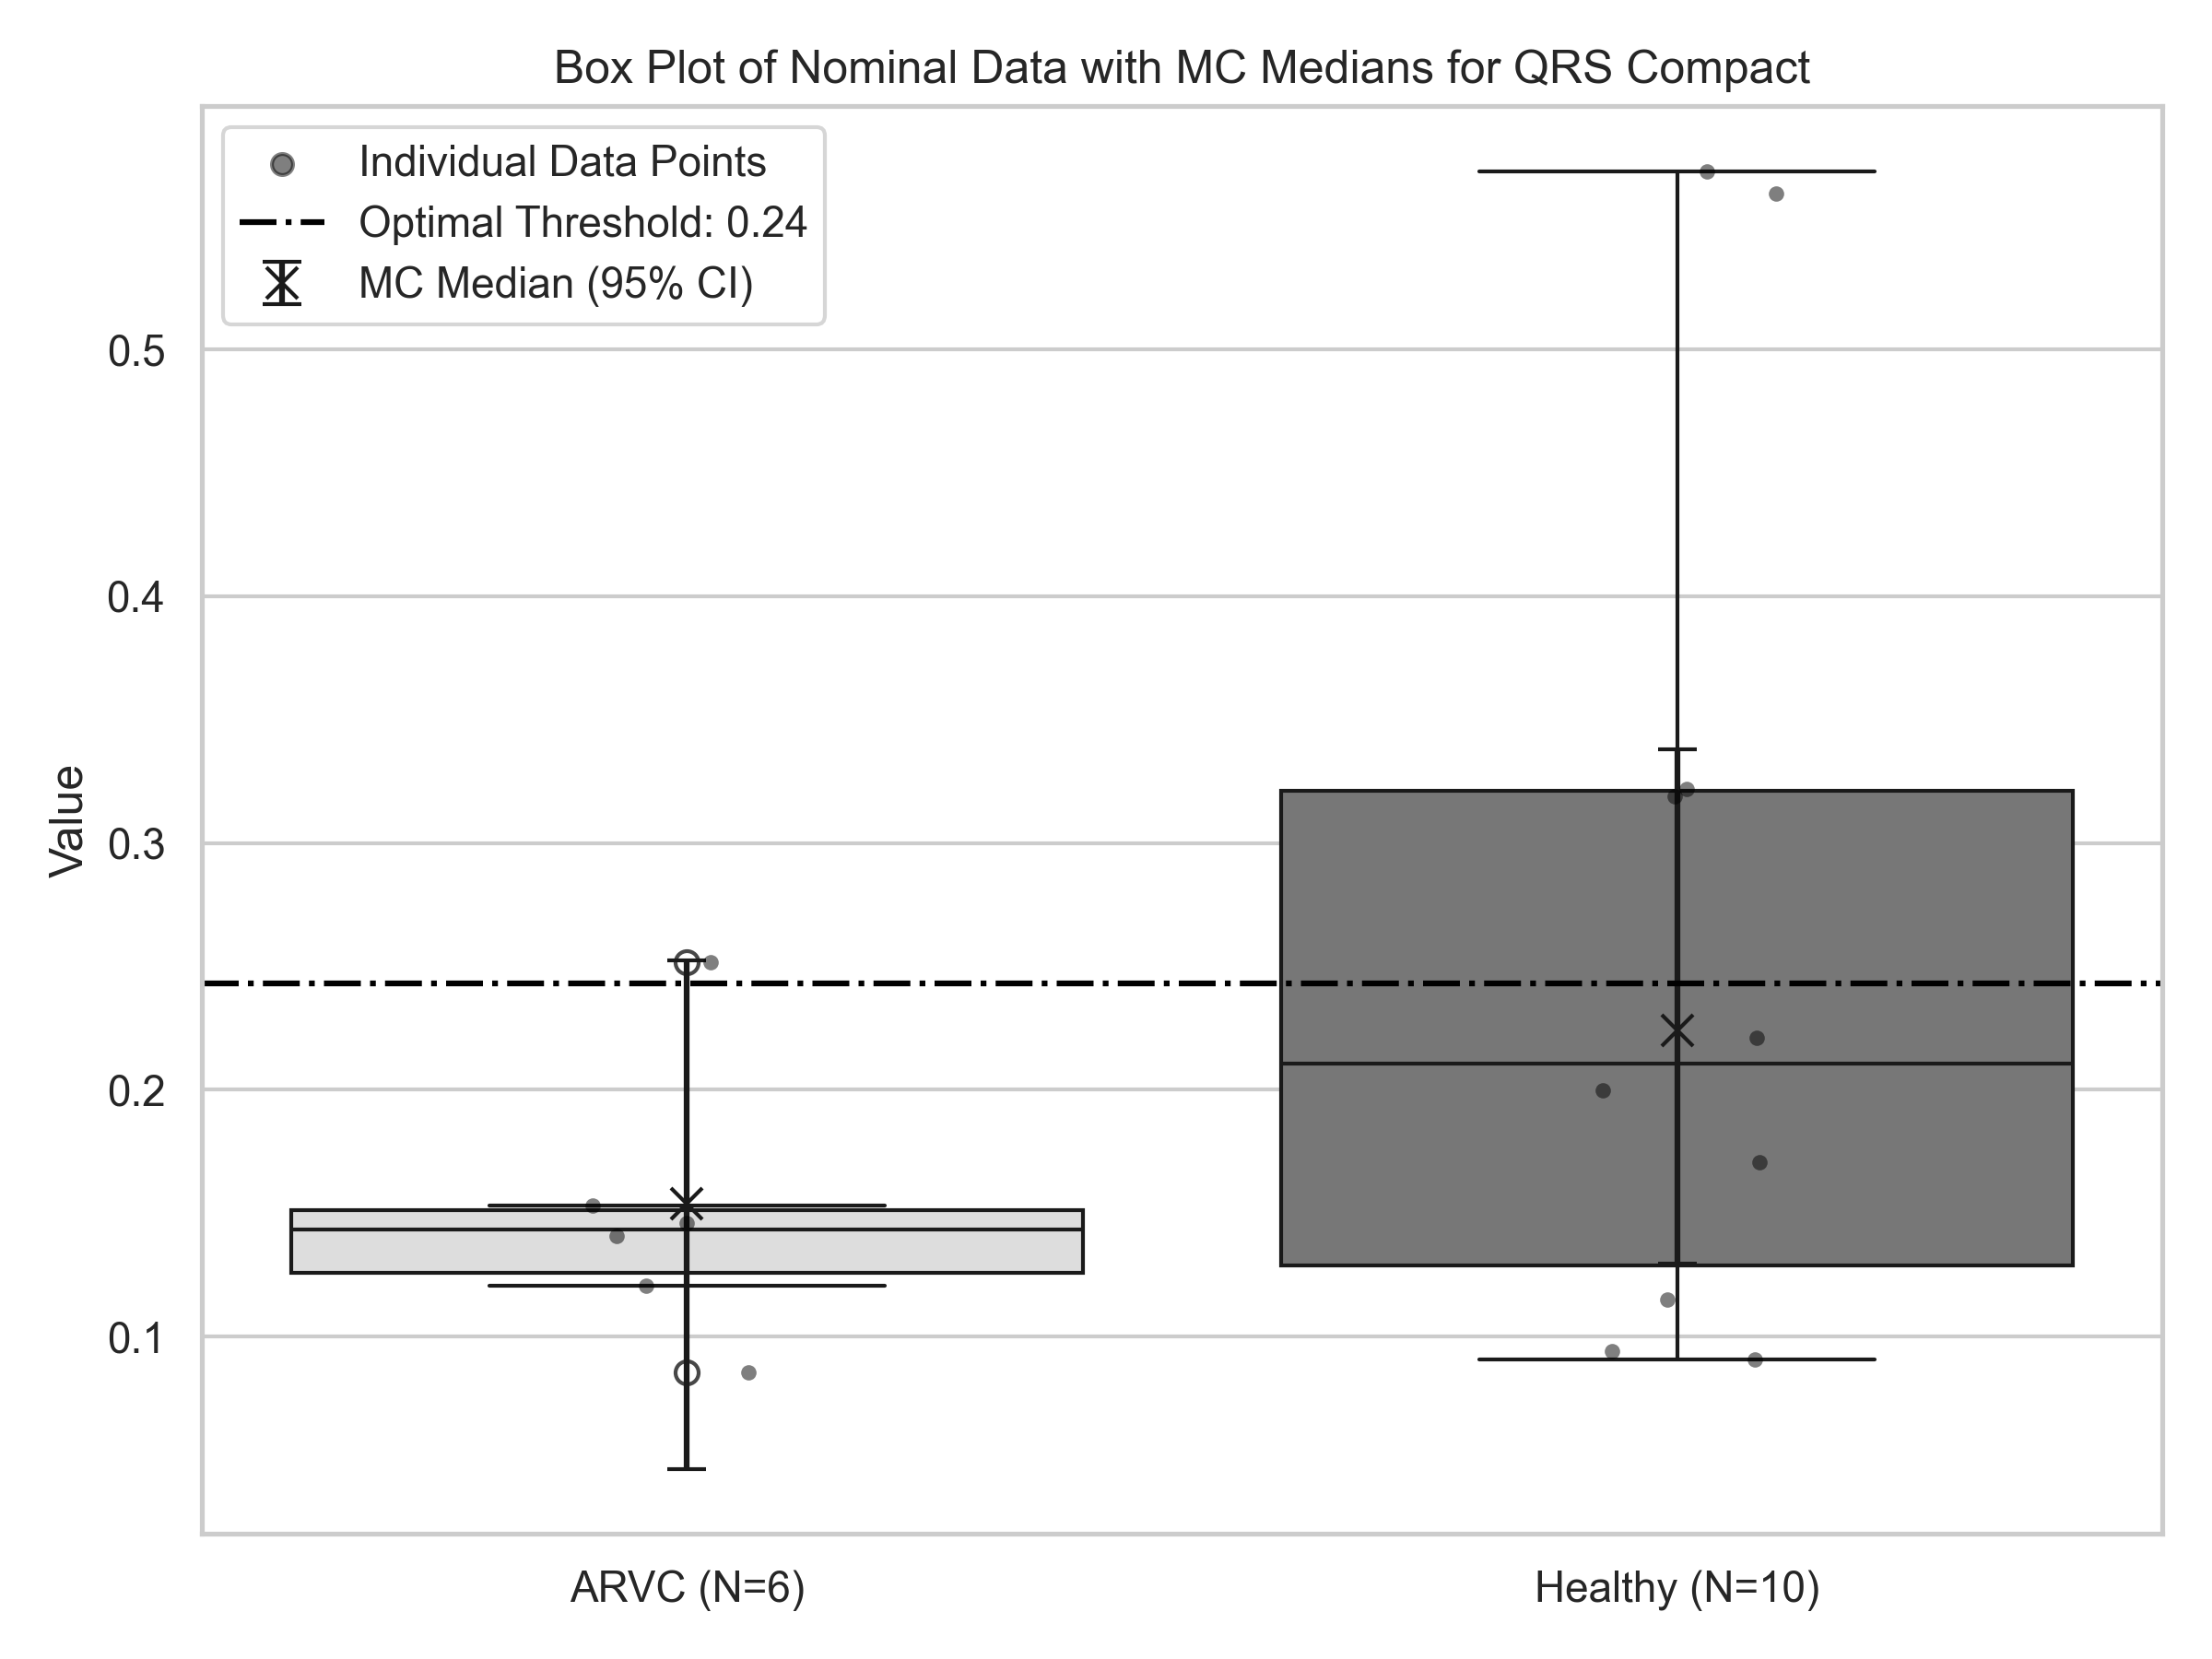 Box Plot of Nominal Data with MC Medians for QRS Compact
Individual Data Points
Optimal Threshold: 0.24
MC Median (95% CI)
0.5
0.4
0.3
0.2
0.1
Value
ARVC (N=6)
Healthy (N=10)